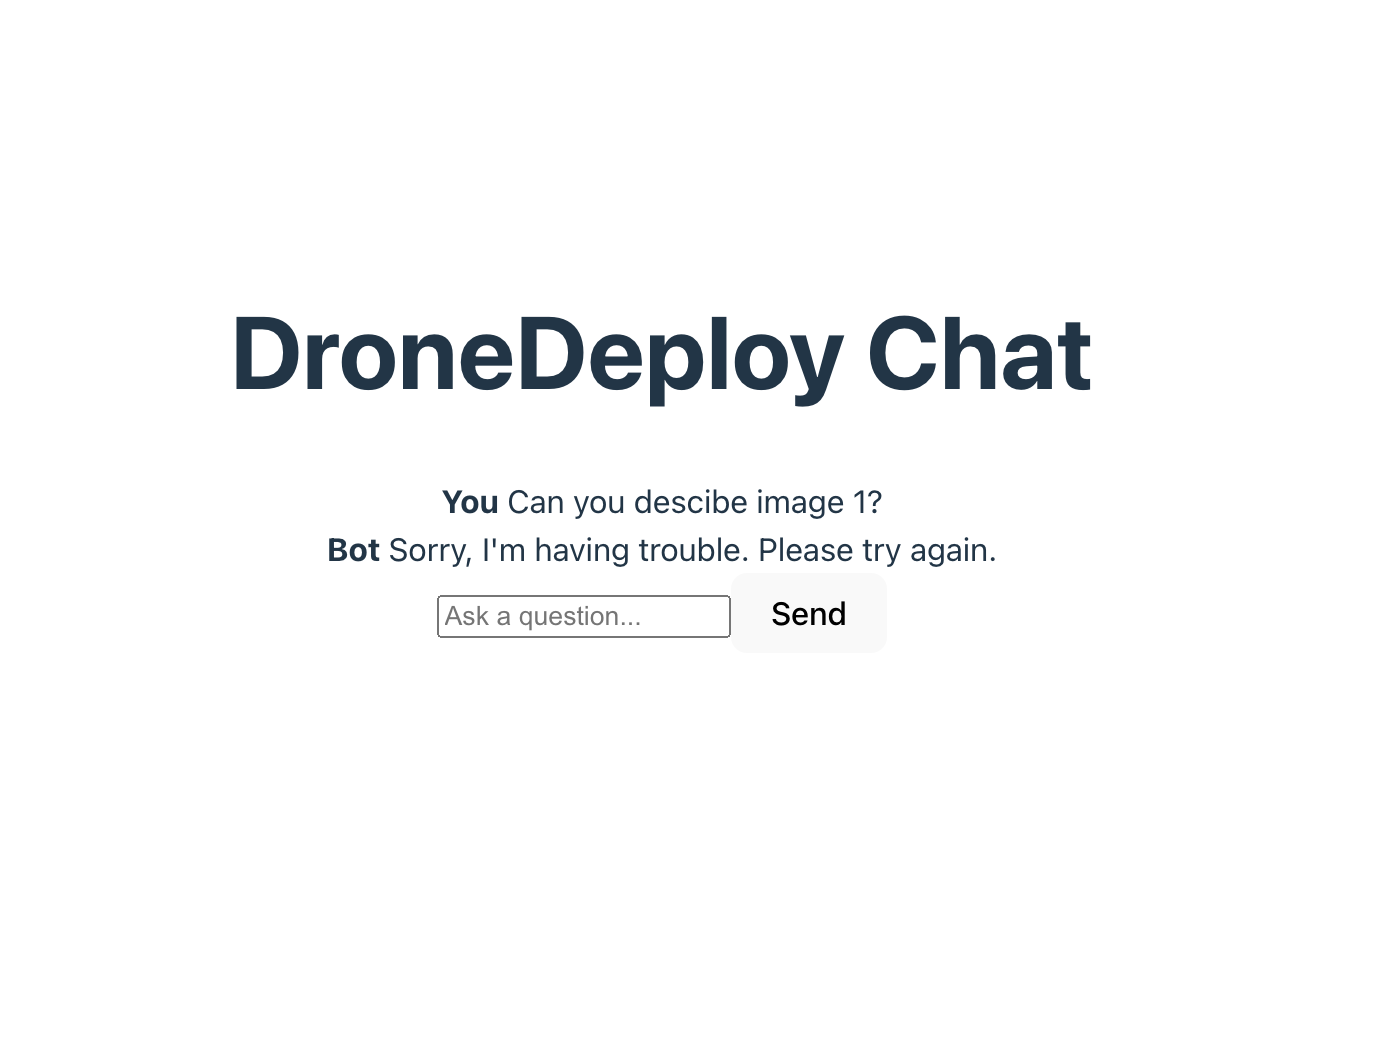 DroneDeploy Chat
You Can you descibe image 1?
Bot Sorry, I'm having trouble. Please try again.
Ask a question... Send